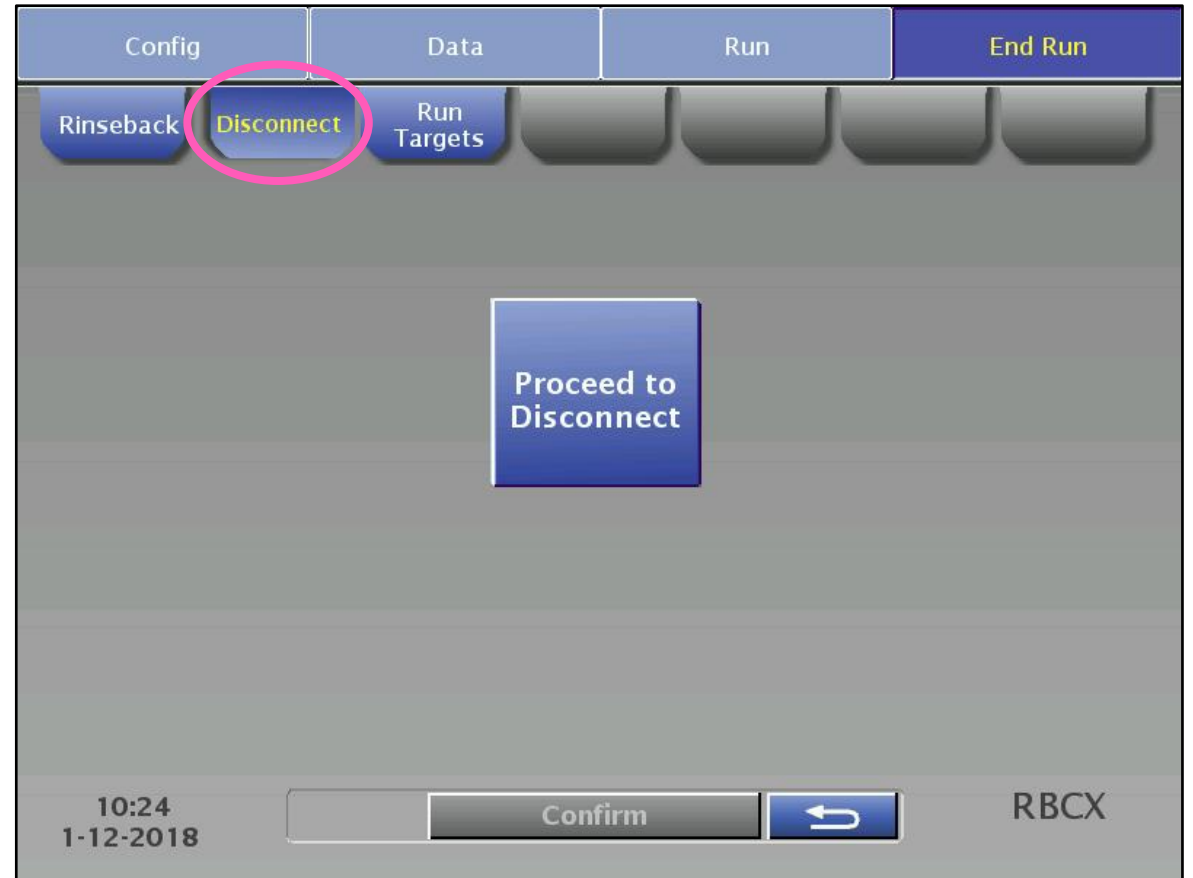 Config Data Run End Run
Rinseback Disconnect Run
Targets
Proceed to
Disconnect
10:24 Confirm RBCX
1-12-2018